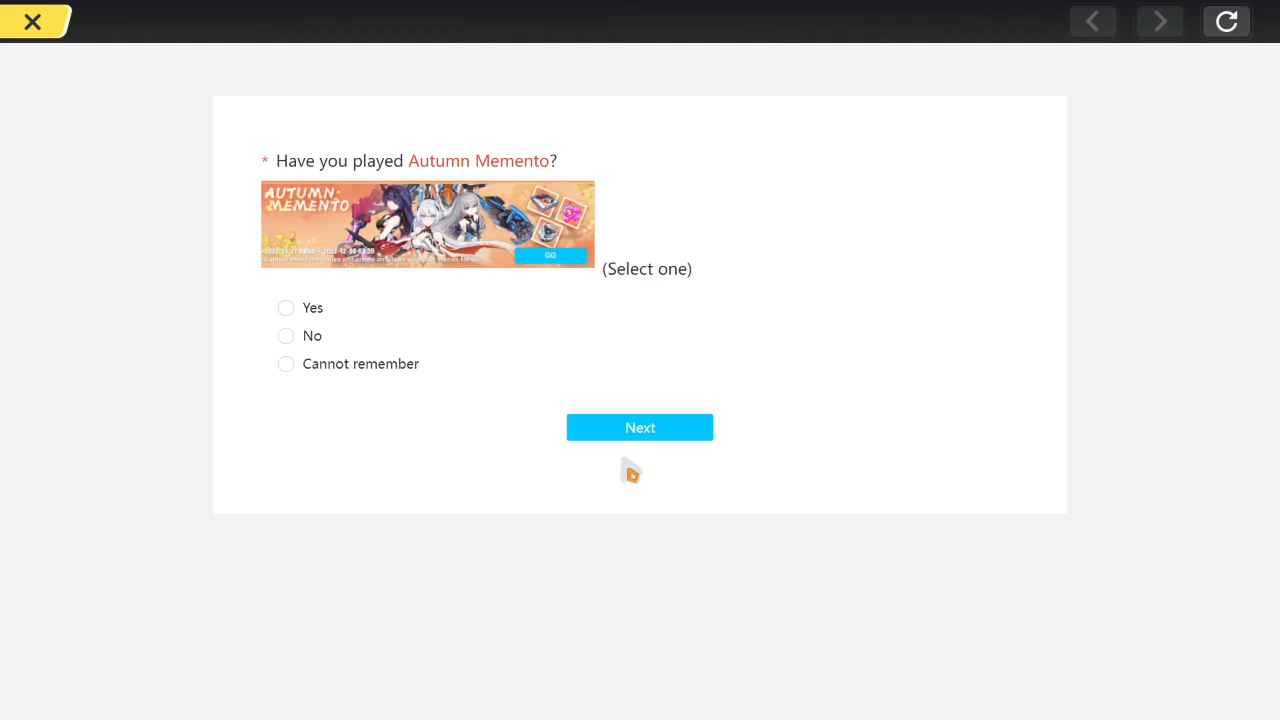 * Have you played Autumn Memento?
AUTUMN
MEMENTO
GO
(Select one)
Yes
No
Cannot remember
Next